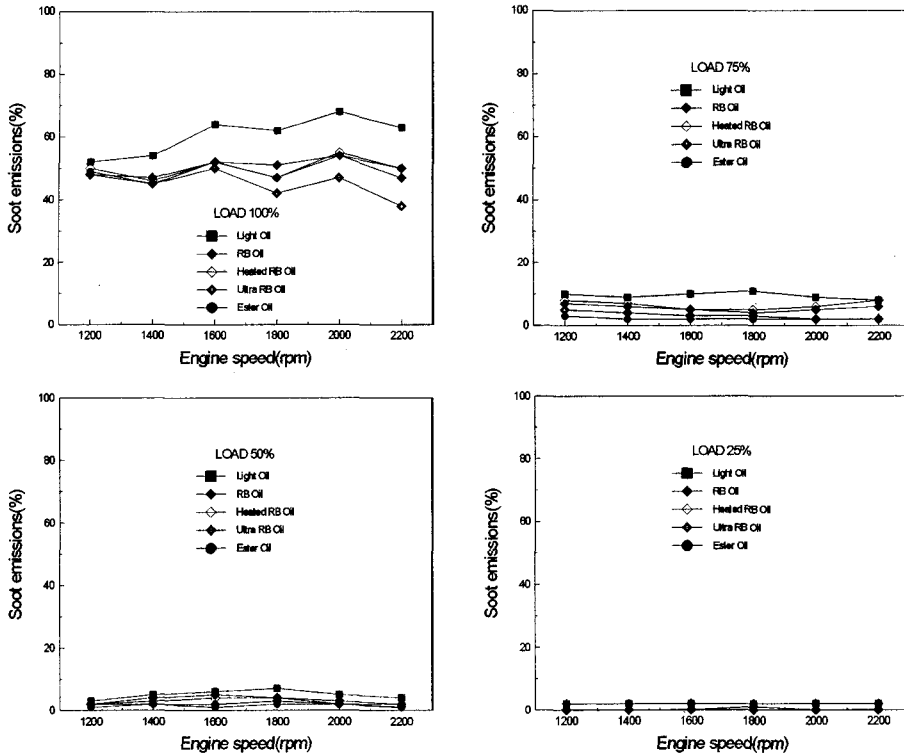 100
80
60
40
20
0
Soot emissions(%)
LOAD 100%
Light Oil
RB Oil
Heated RB Oil
Ultra RB Oil
Ester Oil
1200 1400 1600 1800 2000 2200
Engine speed(rpm)
100
80
60
40
20
0
Soot emissions(%)
LOAD 75%
Light Oil
RB Oil
Heated RB Oil
Ultra RB Oil
Ester Oil
1200 1400 1600 1800 2000 2200
Engine speed(rpm)
100
80
60
40
20
0
Soot emissions(%)
LOAD 50%
Light Oil
RB Oil
Heated RB Oil
Ultra RB Oil
Ester Oil
1200 1400 1600 1800 2000 2200
Engine speed(rpm)
100
80
60
40
20
0
Soot emissions(%)
LOAD 25%
Light Oil
RB Oil
Heated RB Oil
Ultra RB Oil
Ester Oil
1200 1400 1600 1800 2000 2200
Engine speed(rpm)